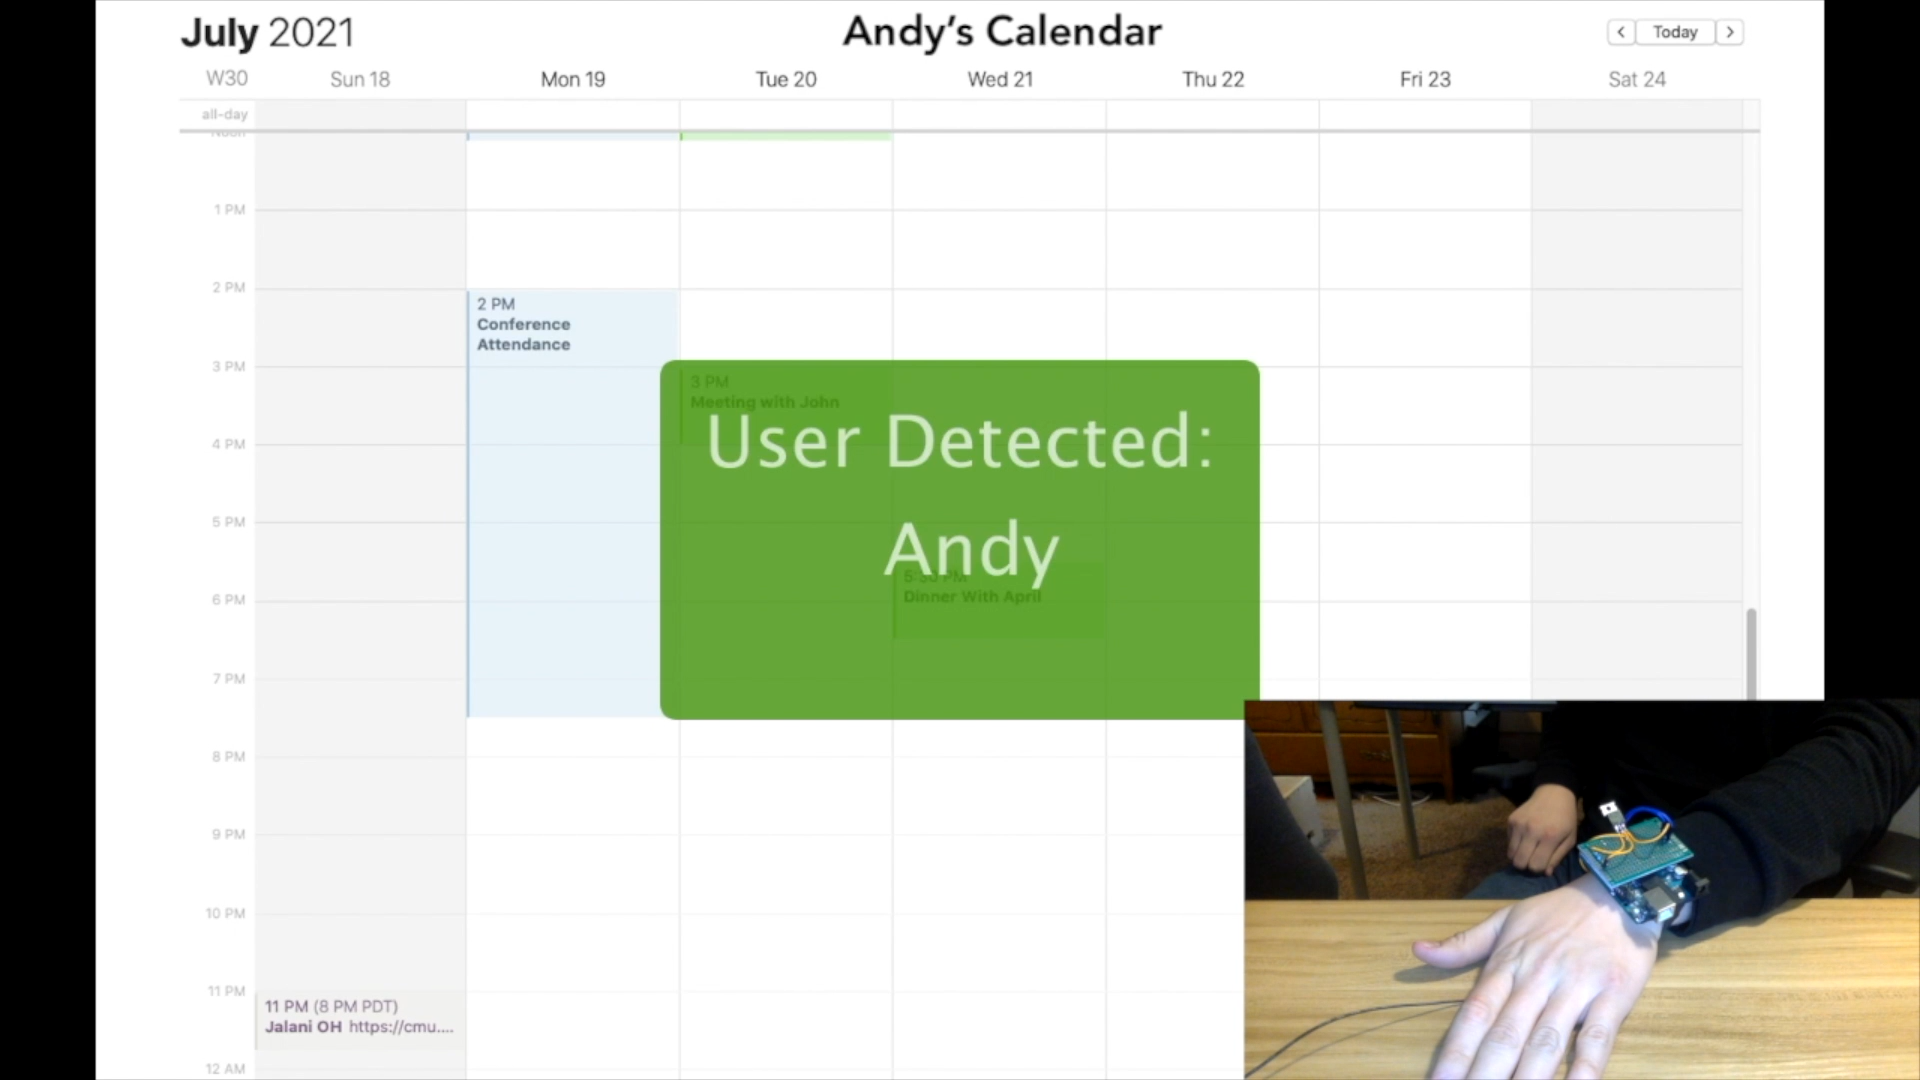 July 2021
Andy's Calendar
Today
W30
Sun 18
Mon 19
Tue 20
Wed 21
Thu 22
Fri 23
Sat 24
all-day
Noon
1 PM
2 PM
3 PM
4 PM
5 PM
6 PM
7 PM
8 PM
9 PM
10 PM
11 PM
12 AM
2 PM
Conference
Attendance
3 PM
Meeting with John
User Detected:
Andy
5:30 PM
Dinner With April
11 PM (8 PM PDT)
Jalani OH https://cmu....